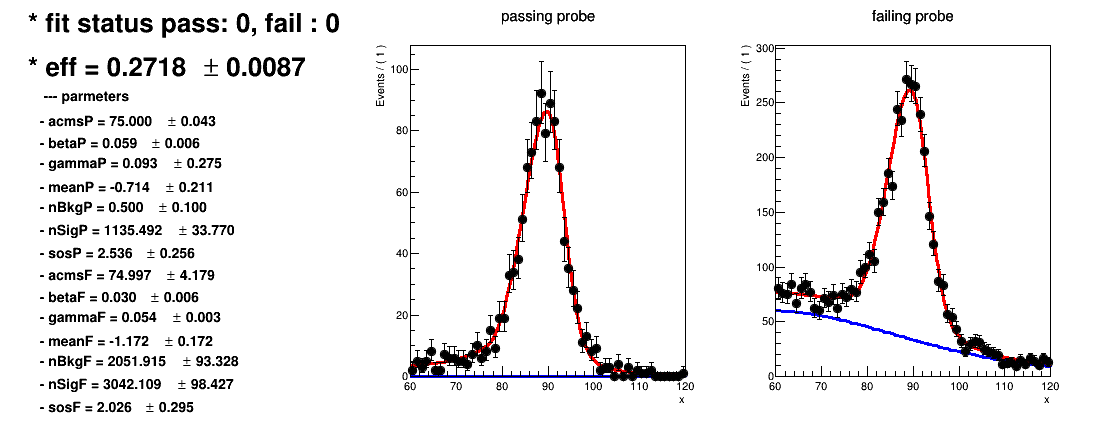 * fit status pass: 0, fail : 0
* eff = 0.2718 ± 0.0087
--- parmeters
- acmsP = 75.000 ± 0.043
- betaP = 0.059 ± 0.006
- gammaP = 0.093 ± 0.275
- meanP = -0.714 ± 0.211
- nBkgP = 0.500 ± 0.100
- nSigP = 1135.492 ± 33.770
- sosP = 2.536 ± 0.256
- acmsF = 74.997 ± 4.179
- betaF = 0.030 ± 0.006
- gammaF = 0.054 ± 0.003
- meanF = -1.172 ± 0.172
- nBkgF = 2051.915 ± 93.328
- nSigF = 3042.109 ± 98.427
- sosF = 2.026 ± 0.295
passing probe
Events / ( 1 )
100
80
60
40
20
0
60 70 80 90 100 110 120
x
failing probe
Events / ( 1 )
300
250
200
150
100
50
0
60 70 80 90 100 110 120
x